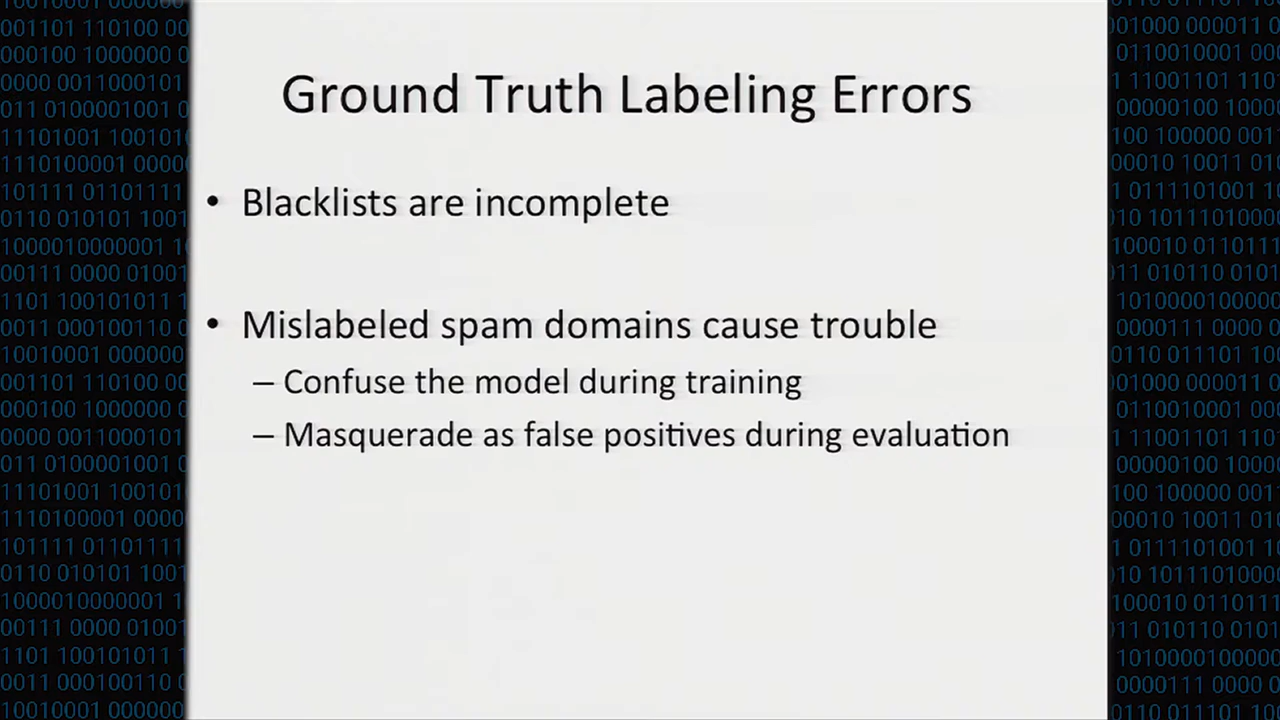 Ground Truth Labeling Errors
• Blacklists are incomplete
• Mislabeled spam domains cause trouble
– Confuse the model during training
– Masquerade as false positives during evaluation